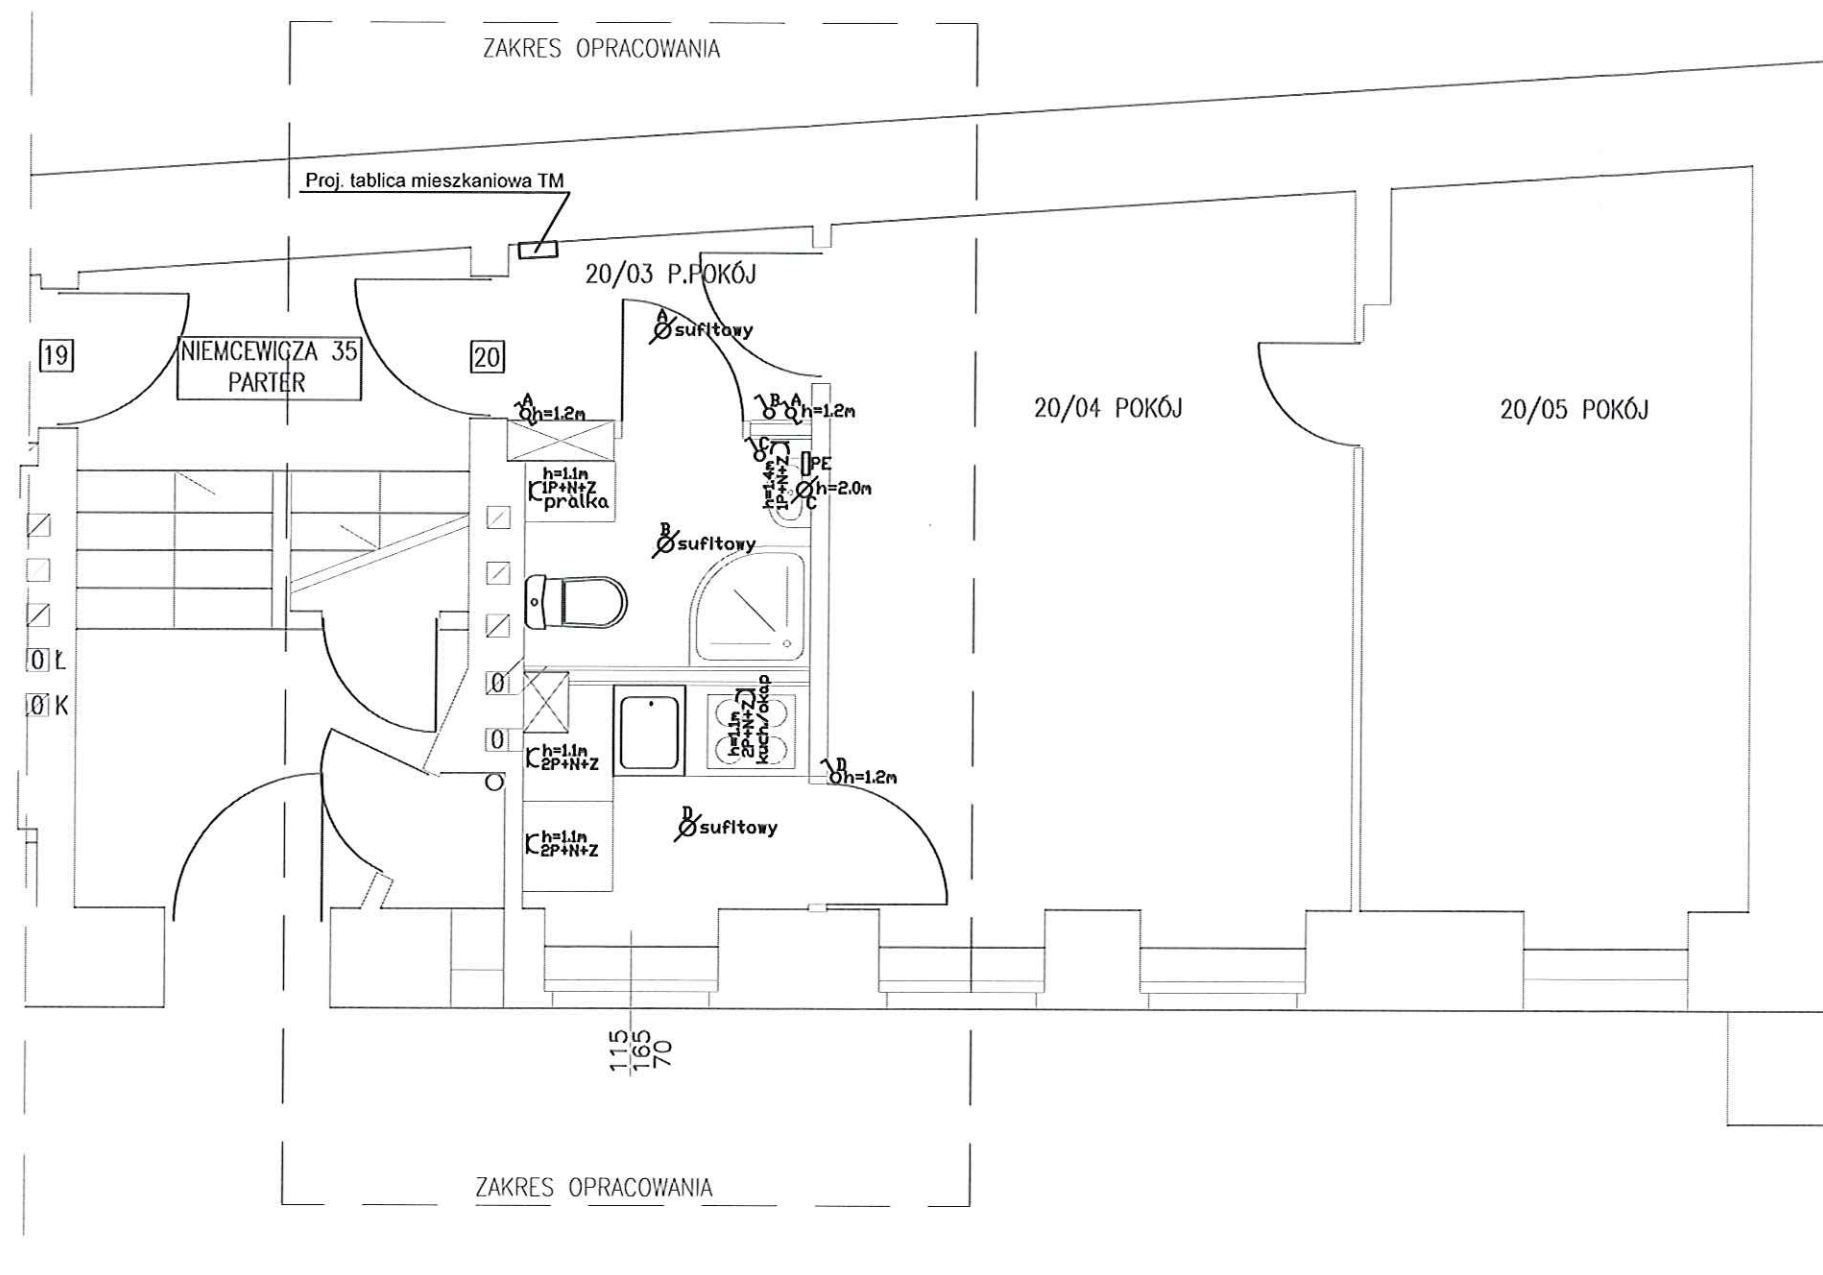 ZAKRES OPRACOWANIA
Proj. tablica mieszkaniowa TM
20/03 P.POKÓJ
A
sufitowy
19
NIEMCEWICZA 35
PARTER
20
20/04 POKÓJ
20/05 POKÓJ
A
h=1.2m
B A
h=1.2m
C
h=1.4m
1P+N+Z
PE
h=2.0m
C
h=1.1m
1P+N+Z
pralka
B
sufitowy
0 Ł
0 K
0
0
h=1.1m
2P+N+Z
h=1.1m
2P+N+Z
kuch./okap
D
h=1.2m
D
sufitowy
h=1.1m
2P+N+Z
115
165
70
ZAKRES OPRACOWANIA